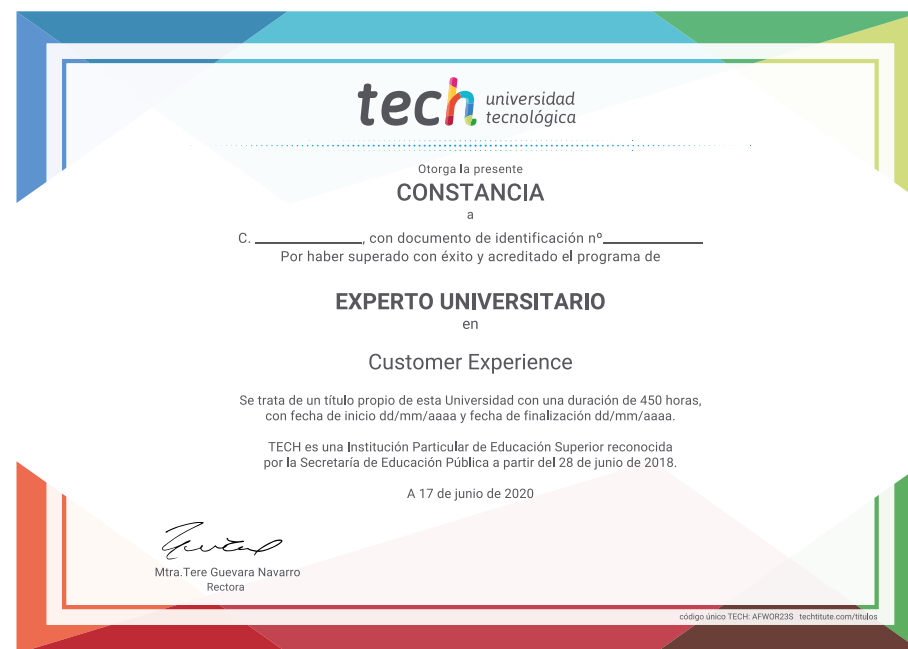 tech universidad
tecnológica
Otorga la presente
CONSTANCIA
a
C. ____________, con documento de identificación nº____________
Por haber superado con éxito y acreditado el programa de
EXPERTO UNIVERSITARIO
en
Customer Experience
Se trata de un título propio de esta Universidad con una duración de 450 horas,
con fecha de inicio dd/mm/aaaa y fecha de finalización dd/mm/aaaa.
TECH es una Institución Particular de Educación Superior reconocida
por la Secretaría de Educación Pública a partir del 28 de junio de 2018.
A 17 de junio de 2020
Mtra.Tere Guevara Navarro
Rectora
código único TECH: AFWOR23S techtitute.com/titulos